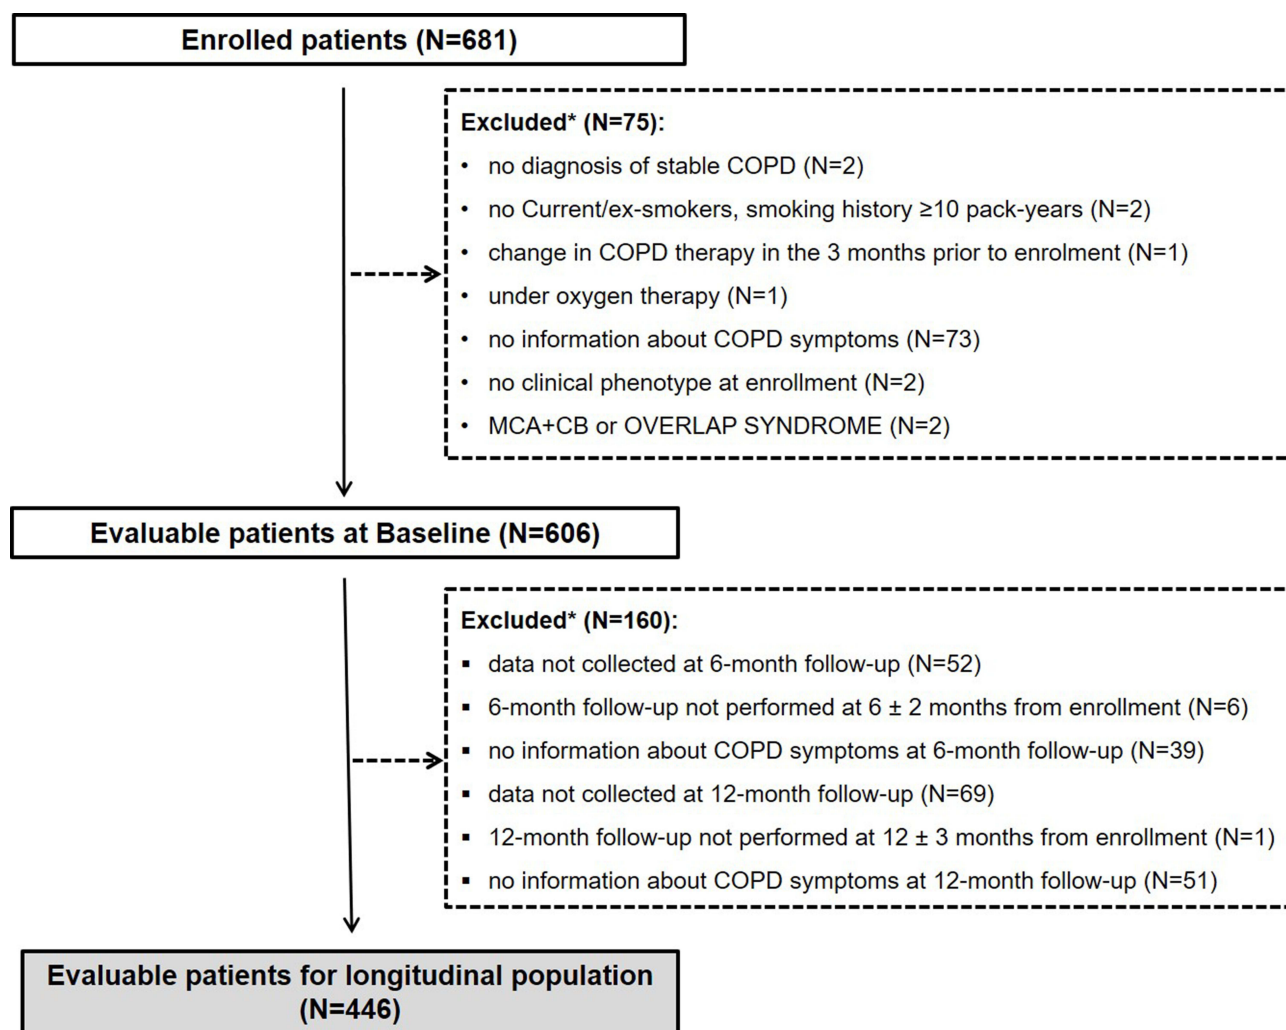 Enrolled patients (N=681)
Excluded* (N=75):
• no diagnosis of stable COPD (N=2)
• no Current/ex-smokers, smoking history ≥10 pack-years (N=2)
• change in COPD therapy in the 3 months prior to enrolment (N=1)
• under oxygen therapy (N=1)
• no information about COPD symptoms (N=73)
• no clinical phenotype at enrollment (N=2)
• MCA+CB or OVERLAP SYNDROME (N=2)
Evaluable patients at Baseline (N=606)
Excluded* (N=160):
▪ data not collected at 6-month follow-up (N=52)
▪ 6-month follow-up not performed at 6 ± 2 months from enrollment (N=6)
▪ no information about COPD symptoms at 6-month follow-up (N=39)
▪ data not collected at 12-month follow-up (N=69)
▪ 12-month follow-up not performed at 12 ± 3 months from enrollment (N=1)
▪ no information about COPD symptoms at 12-month follow-up (N=51)
Evaluable patients for longitudinal population
(N=446)